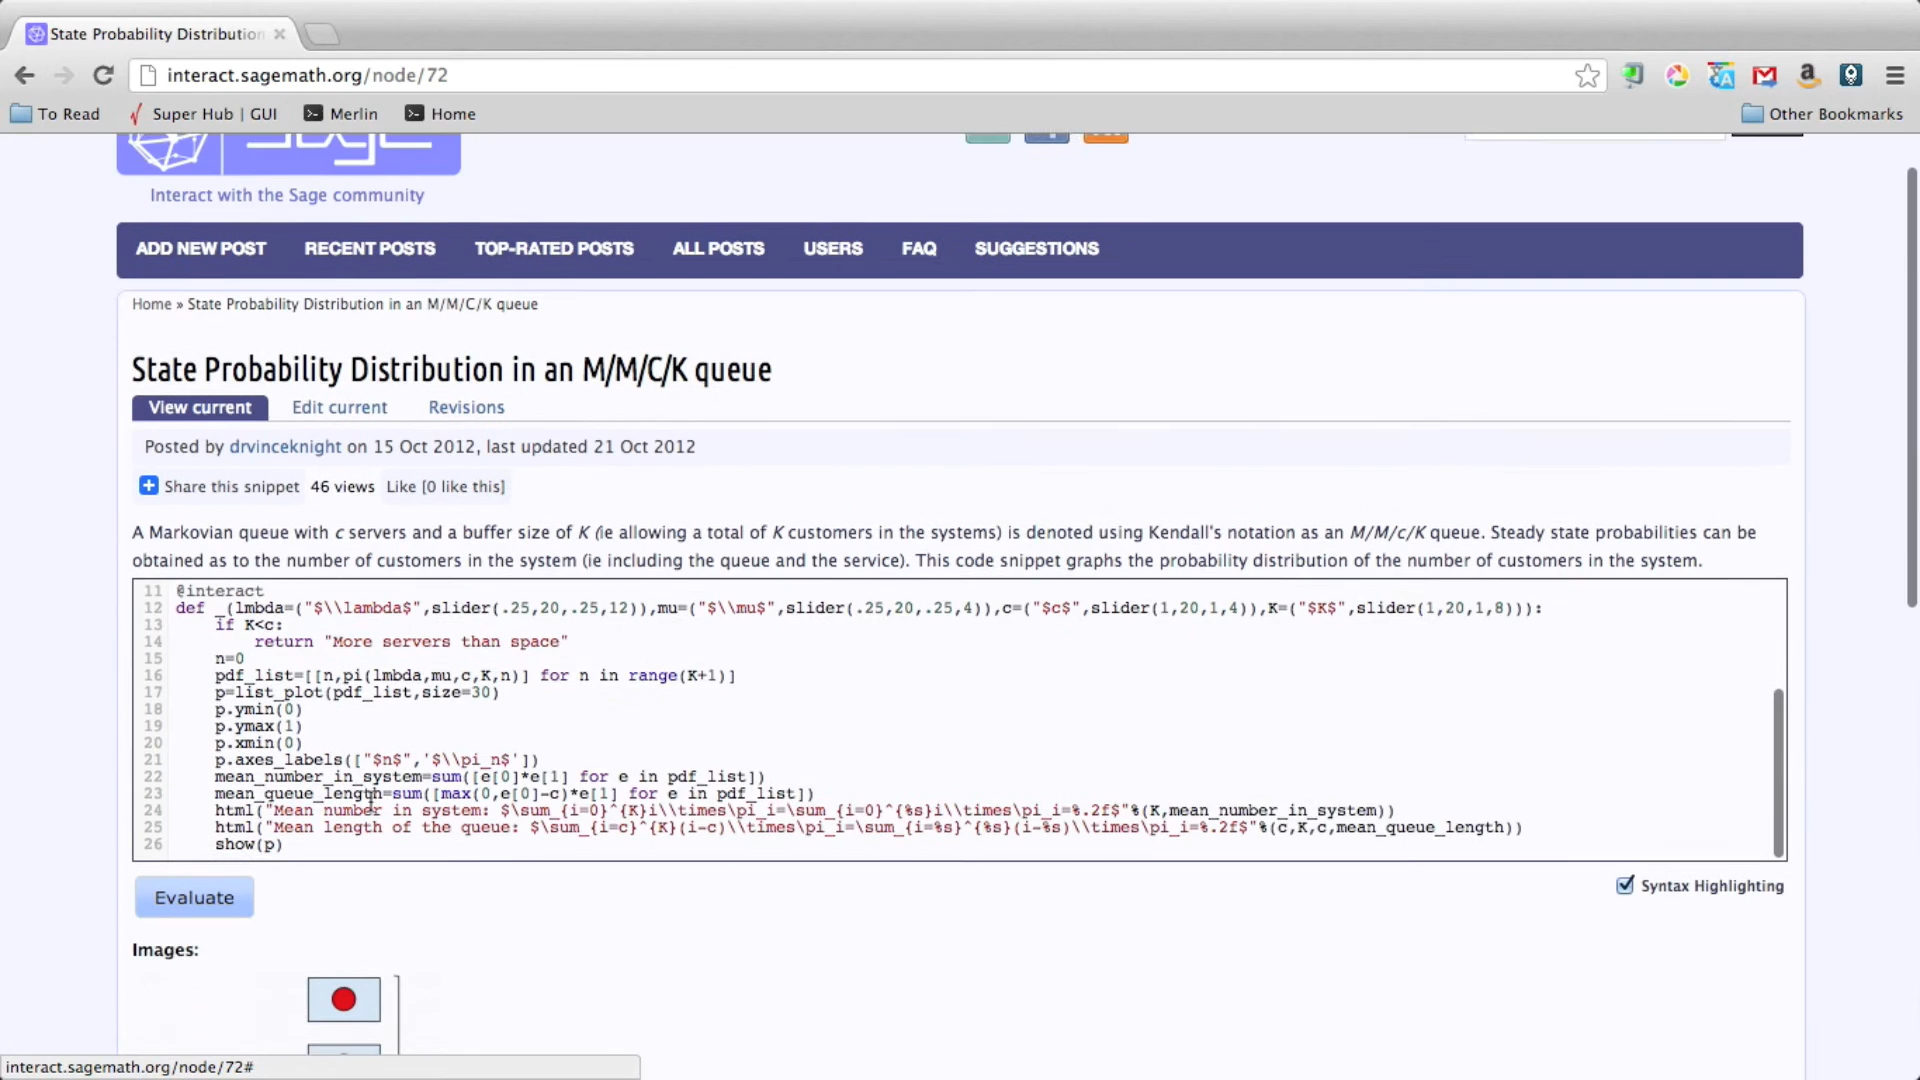 State Probability Distribution
interact.sagemath.org/node/72
To Read Super Hub | GUI Merlin Home Other Bookmarks
Interact with the Sage community
ADD NEW POST RECENT POSTS TOP-RATED POSTS ALL POSTS USERS FAQ SUGGESTIONS
Home » State Probability Distribution in an M/M/C/K queue
State Probability Distribution in an M/M/C/K queue
View current Edit current Revisions
Posted by drvinceknight on 15 Oct 2012, last updated 21 Oct 2012
Share this snippet 46 views Like [0 like this]
A Markovian queue with c servers and a buffer size of K (ie allowing a total of K customers in the systems) is denoted using Kendall's notation as an M/M/c/K queue. Steady state probabilities can be
obtained as to the number of customers in the system (ie including the queue and the service). This code snippet graphs the probability distribution of the number of customers in the system.
11 @interact
12 def _(lmbda=("$\\lambda$",slider(.25,20,.25,12)),mu=("$\\mu$",slider(.25,20,.25,4)),c=("$c$",slider(1,20,1,4)),K=("$K$",slider(1,20,1,8))):
13 if K<c:
14 return "More servers than space"
15 n=0
16 pdf_list=[[n,pi(lmbda,mu,c,K,n)] for n in range(K+1)]
17 p=list_plot(pdf_list,size=30)
18 p.ymin(0)
19 p.ymax(1)
20 p.xmin(0)
21 p.axes_labels(["$n$",'$\\pi_n$'])
22 mean_number_in_system=sum([e[0]*e[1] for e in pdf_list])
23 mean_queue_length=sum([max(0,e[0]-c)*e[1] for e in pdf_list])
24 html("Mean number in system: $\sum_{i=0}^{K}i\\times\pi_i=\sum_{i=0}^{%s}i\\times\pi_i=%.2f$"%(K,mean_number_in_system))
25 html("Mean length of the queue: $\sum_{i=c}^{K}(i-c)\\times\pi_i=\sum_{i=%s}^{%s}(i-%s)\\times\pi_i=%.2f$"%(c,K,c,mean_queue_length))
26 show(p)
Evaluate Syntax Highlighting
Images:
interact.sagemath.org/node/72#